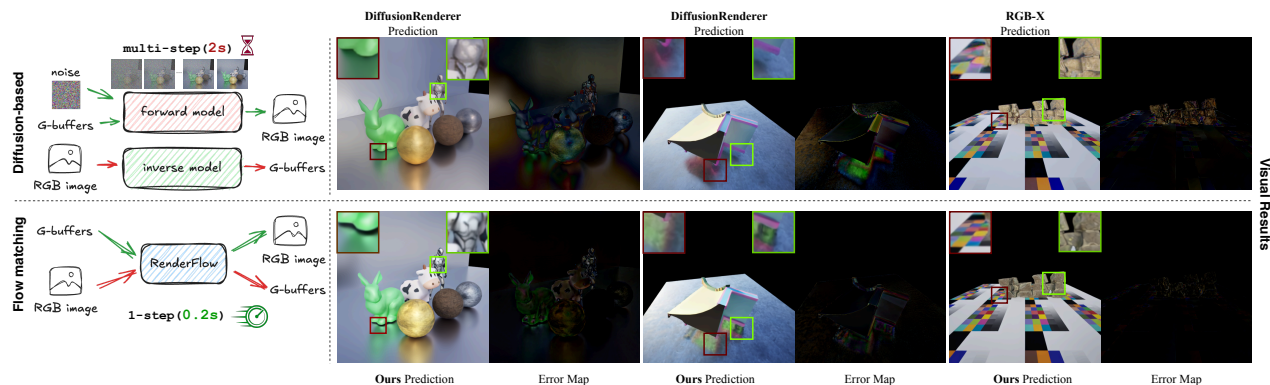 DiffusionRenderer
Prediction
DiffusionRenderer
Prediction
RGB-X
Prediction
Diffusion-based
multi-step(2s)
noise
G-buffers
forward model
RGB image
RGB image
inverse model
G-buffers
Flow matching
G-buffers
RGB image
RenderFlow
RGB image
G-buffers
1-step(0.2s)
Visual Results
Ours Prediction
Error Map
Ours Prediction
Error Map
Ours Prediction
Error Map